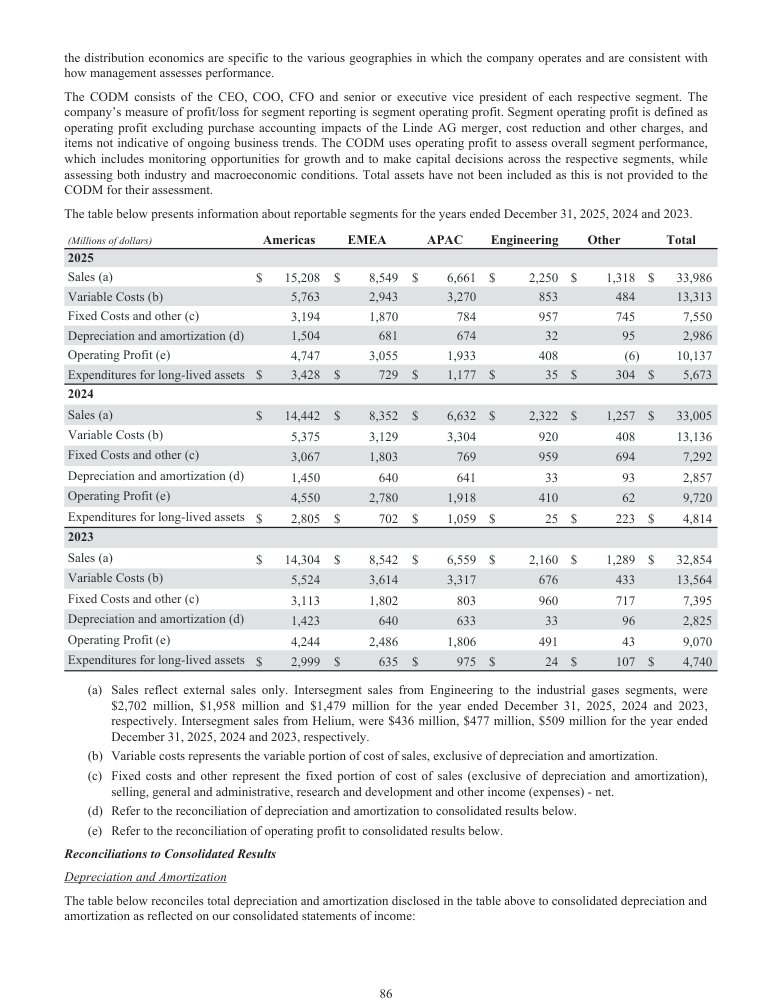 the distribution economics are specific to the various geographies in which the company operates and are consistent with
how management assesses performance.
The CODM consists of the CEO, COO, CFO and senior or executive vice president of each respective segment. The
company's measure of profit/loss for segment reporting is segment operating profit. Segment operating profit is defined as
operating profit excluding purchase accounting impacts of the Linde AG merger, cost reduction and other charges, and
items not indicative of ongoing business trends. The CODM uses operating profit to assess overall segment performance,
which includes monitoring opportunities for growth and to make capital decisions across the respective segments, while
assessing both industry and macroeconomic conditions. Total assets have not been included as this is not provided to the
CODM for their assessment.
The table below presents information about reportable segments for the years ended December 31, 2025, 2024 and 2023.
(Millions of dollars) Americas EMEA APAC Engineering Other Total
2025
Sales (a) $ 15,208 $ 8,549 $ 6,661 $ 2,250 $ 1,318 $ 33,986
Variable Costs (b) 5,763 2,943 3,270 853 484 13,313
Fixed Costs and other (c) 3,194 1,870 784 957 745 7,550
Depreciation and amortization (d) 1,504 681 674 32 95 2,986
Operating Profit (e) 4,747 3,055 1,933 408 (6) 10,137
Expenditures for long-lived assets $ 3,428 $ 729 $ 1,177 $ 35 $ 304 $ 5,673
2024
Sales (a) $ 14,442 $ 8,352 $ 6,632 $ 2,322 $ 1,257 $ 33,005
Variable Costs (b) 5,375 3,129 3,304 920 408 13,136
Fixed Costs and other (c) 3,067 1,803 769 959 694 7,292
Depreciation and amortization (d) 1,450 640 641 33 93 2,857
Operating Profit (e) 4,550 2,780 1,918 410 62 9,720
Expenditures for long-lived assets $ 2,805 $ 702 $ 1,059 $ 25 $ 223 $ 4,814
2023
Sales (a) $ 14,304 $ 8,542 $ 6,559 $ 2,160 $ 1,289 $ 32,854
Variable Costs (b) 5,524 3,614 3,317 676 433 13,564
Fixed Costs and other (c) 3,113 1,802 803 960 717 7,395
Depreciation and amortization (d) 1,423 640 633 33 96 2,825
Operating Profit (e) 4,244 2,486 1,806 491 43 9,070
Expenditures for long-lived assets $ 2,999 $ 635 $ 975 $ 24 $ 107 $ 4,740
(a) Sales reflect external sales only. Intersegment sales from Engineering to the industrial gases segments, were
$2,702 million, $1,958 million and $1,479 million for the year ended December 31, 2025, 2024 and 2023,
respectively. Intersegment sales from Helium, were $436 million, $477 million, $509 million for the year ended
December 31, 2025, 2024 and 2023, respectively.
(b) Variable costs represents the variable portion of cost of sales, exclusive of depreciation and amortization.
(c) Fixed costs and other represent the fixed portion of cost of sales (exclusive of depreciation and amortization),
selling, general and administrative, research and development and other income (expenses) - net.
(d) Refer to the reconciliation of depreciation and amortization to consolidated results below.
(e) Refer to the reconciliation of operating profit to consolidated results below.
Reconciliations to Consolidated Results
Depreciation and Amortization
The table below reconciles total depreciation and amortization disclosed in the table above to consolidated depreciation and
amortization as reflected on our consolidated statements of income:
86